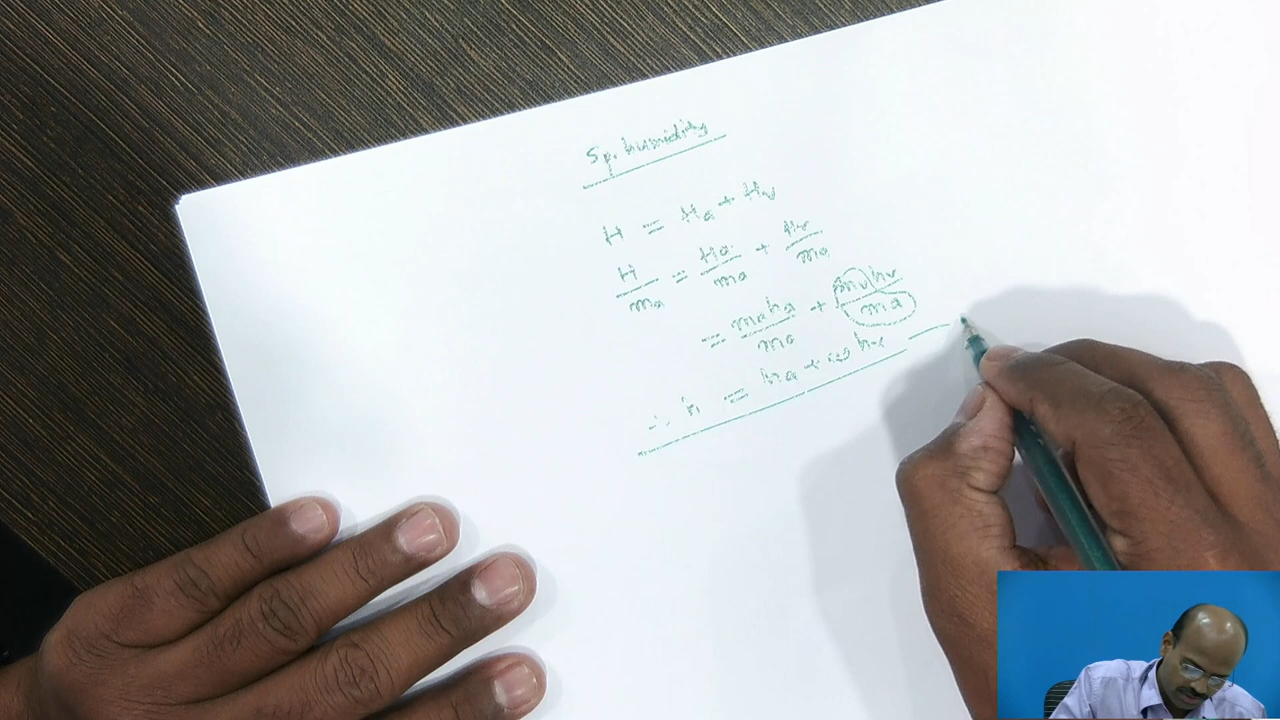 Sp. humidity
H = Ha + Hv
H/ma = Ha/ma + Hv/ma
= maha/ma + mvhv/ma
∴ h = ha + ω hv